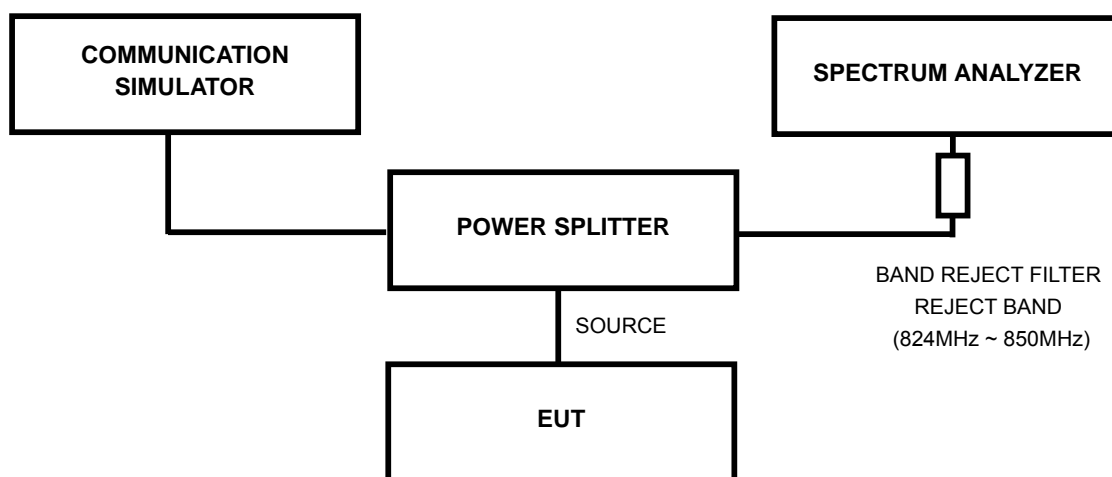 COMMUNICATION
SIMULATOR
SPECTRUM ANALYZER
POWER SPLITTER
BAND REJECT FILTER
REJECT BAND
(824MHz ~ 850MHz)
SOURCE
EUT